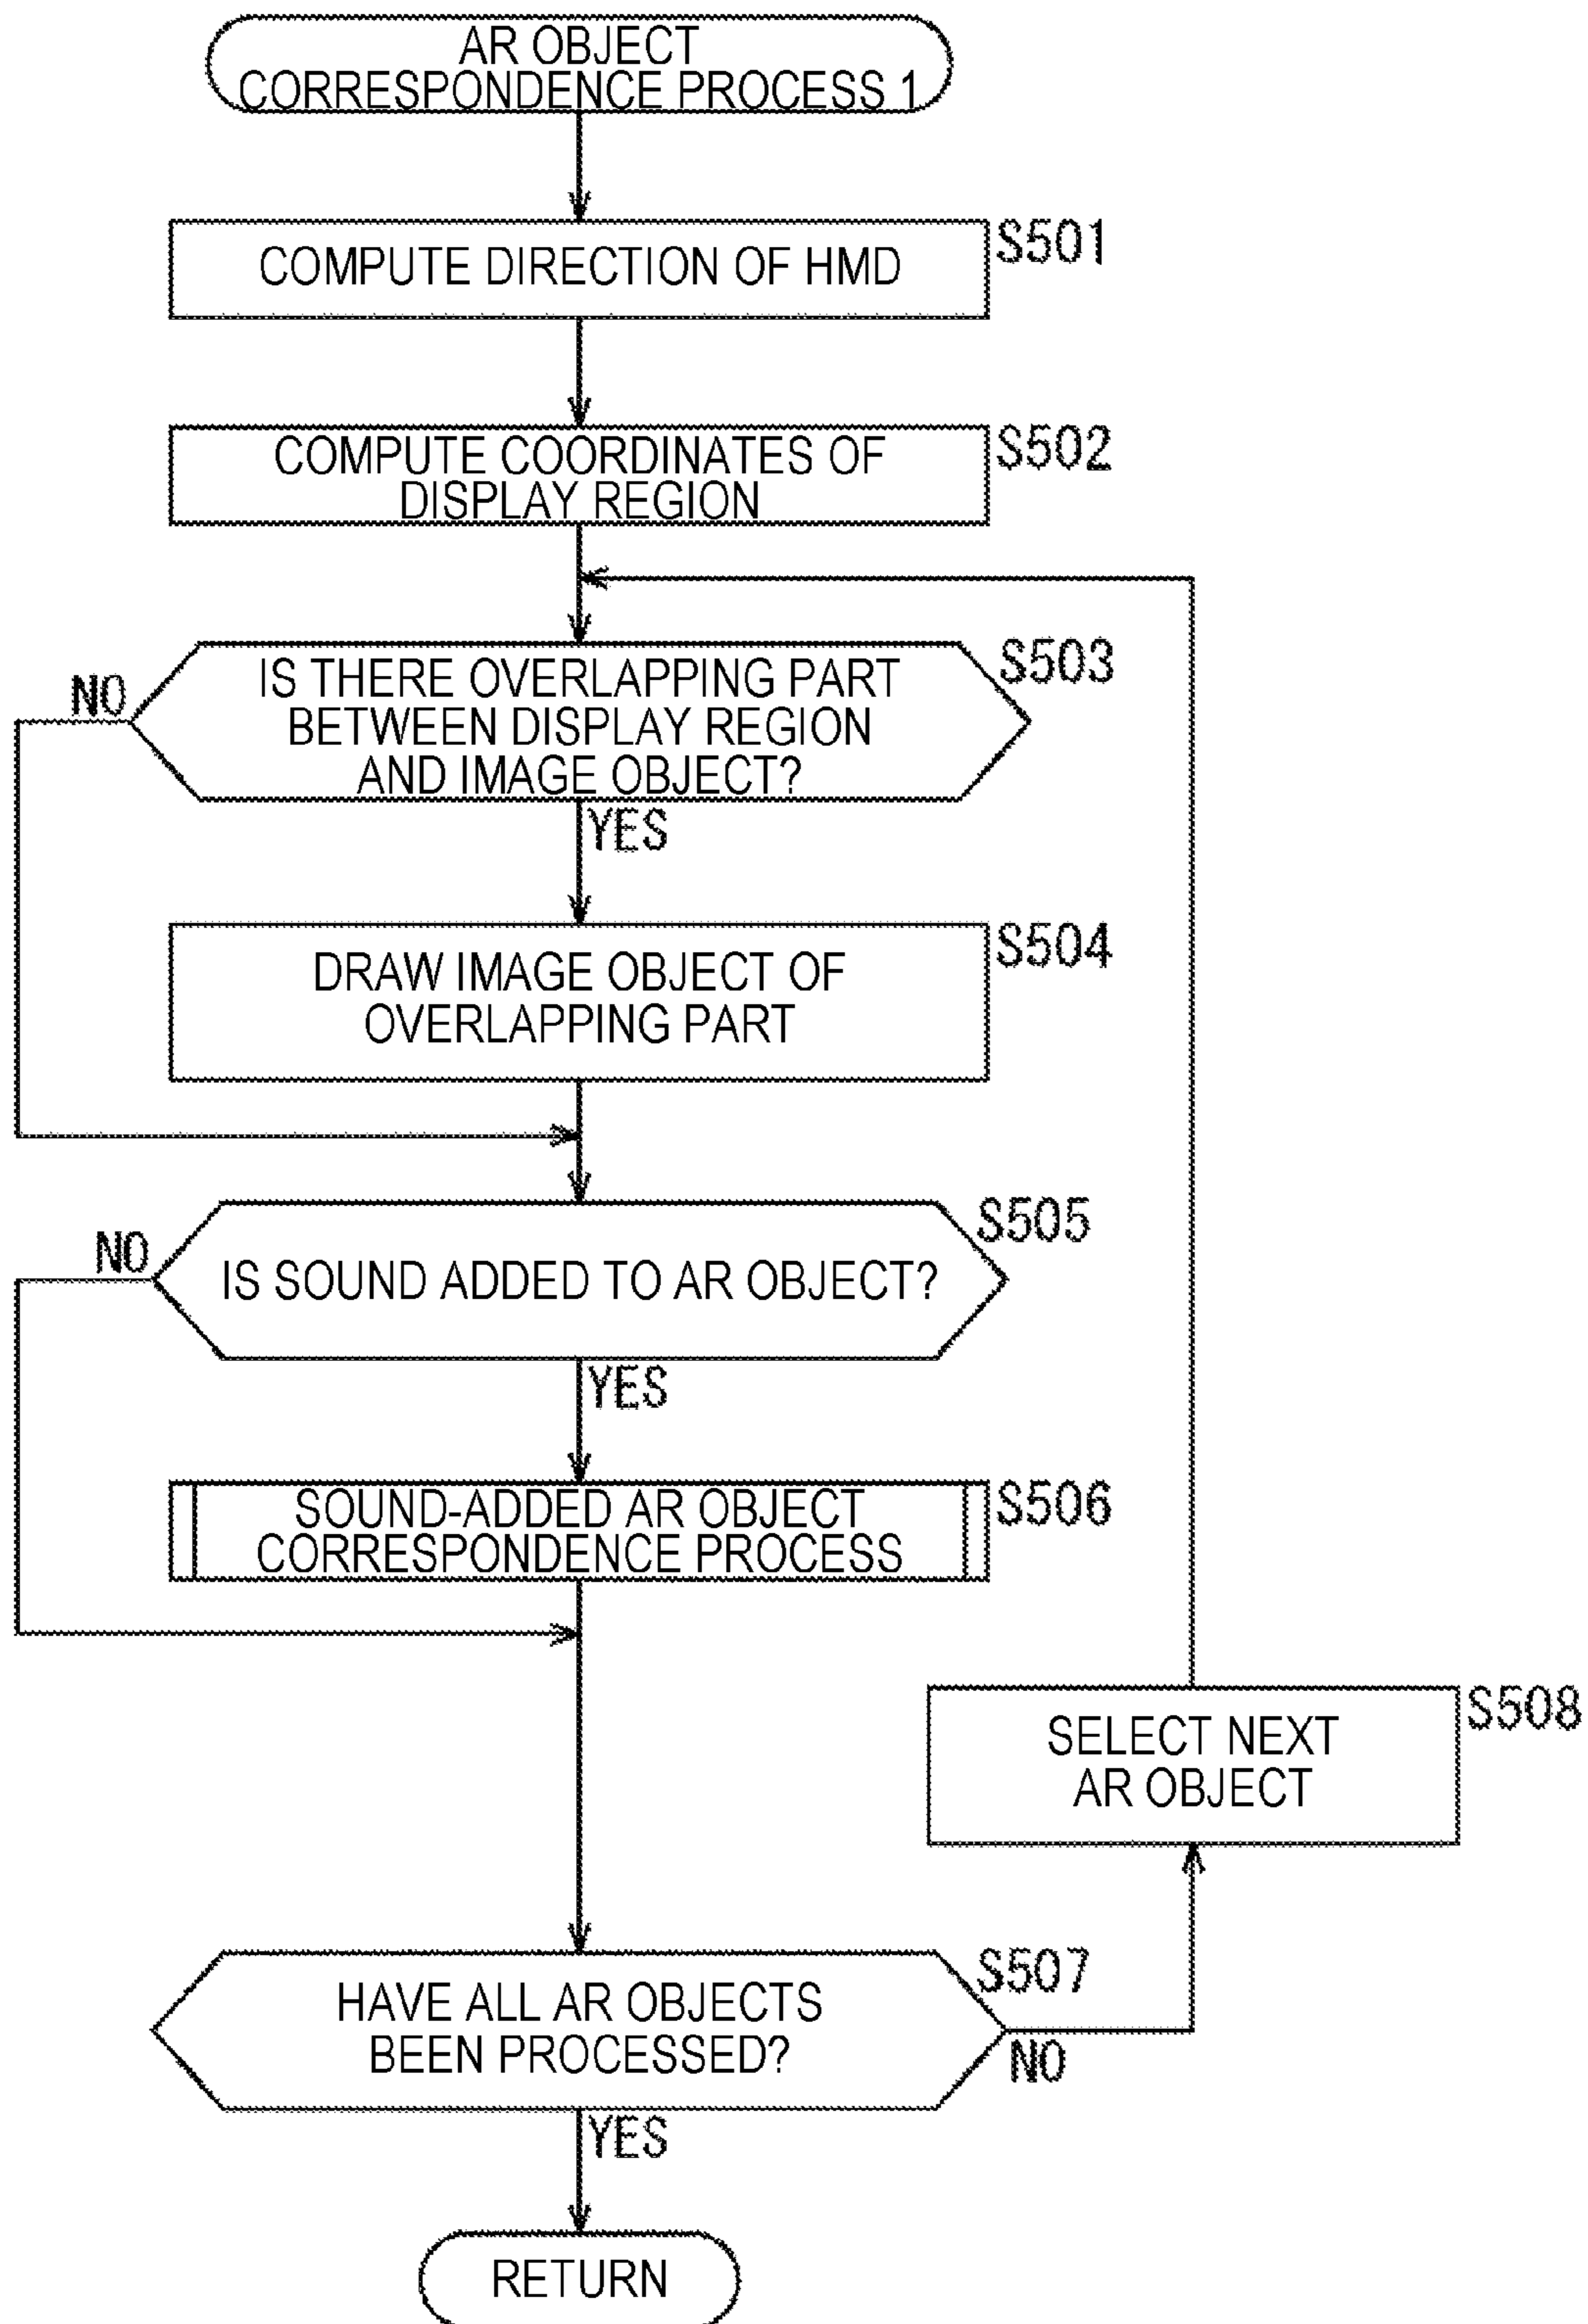 AR OBJECT
CORRESPONDENCE PROCESS 1
COMPUTE DIRECTION OF HMD
S501
COMPUTE COORDINATES OF
DISPLAY REGION
S502
IS THERE OVERLAPPING PART
BETWEEN DISPLAY REGION
AND IMAGE OBJECT?
S503
NO
YES
DRAW IMAGE OBJECT OF
OVERLAPPING PART
S504
IS SOUND ADDED TO AR OBJECT?
S505
NO
YES
SOUND-ADDED AR OBJECT
CORRESPONDENCE PROCESS
S506
SELECT NEXT
AR OBJECT
S508
HAVE ALL AR OBJECTS
BEEN PROCESSED?
S507
NO
YES
RETURN